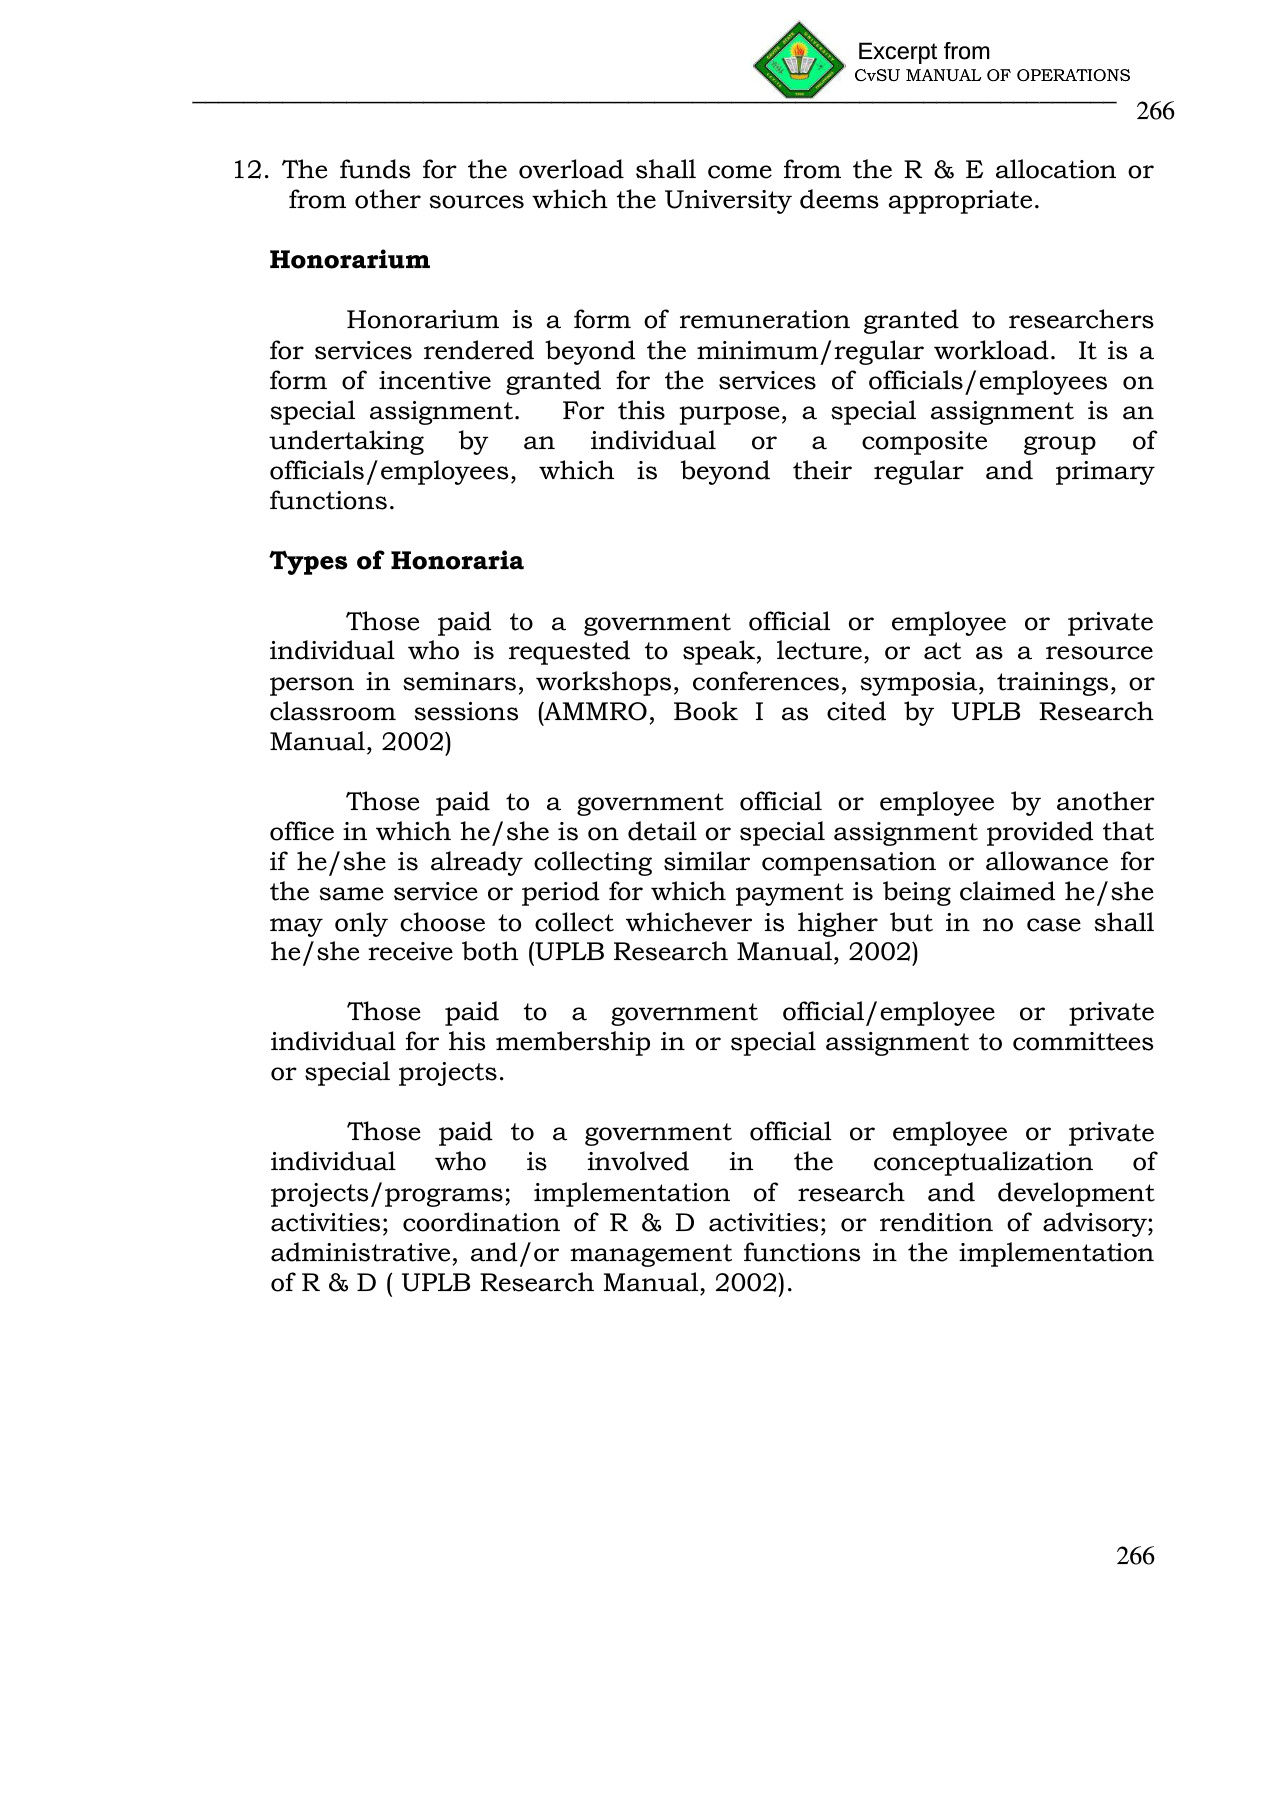 Excerpt from
CvSU MANUAL OF OPERATIONS
266
12. The funds for the overload shall come from the R & E allocation or
from other sources which the University deems appropriate.
Honorarium
Honorarium is a form of remuneration granted to researchers
for services rendered beyond the minimum/regular workload. It is a
form of incentive granted for the services of officials/employees on
special assignment. For this purpose, a special assignment is an
undertaking by an individual or a composite group of
officials/employees, which is beyond their regular and primary
functions.
Types of Honoraria
Those paid to a government official or employee or private
individual who is requested to speak, lecture, or act as a resource
person in seminars, workshops, conferences, symposia, trainings, or
classroom sessions (AMMRO, Book I as cited by UPLB Research
Manual, 2002)
Those paid to a government official or employee by another
office in which he/she is on detail or special assignment provided that
if he/she is already collecting similar compensation or allowance for
the same service or period for which payment is being claimed he/she
may only choose to collect whichever is higher but in no case shall
he/she receive both (UPLB Research Manual, 2002)
Those paid to a government official/employee or private
individual for his membership in or special assignment to committees
or special projects.
Those paid to a government official or employee or private
individual who is involved in the conceptualization of
projects/programs; implementation of research and development
activities; coordination of R & D activities; or rendition of advisory;
administrative, and/or management functions in the implementation
of R & D ( UPLB Research Manual, 2002).
266